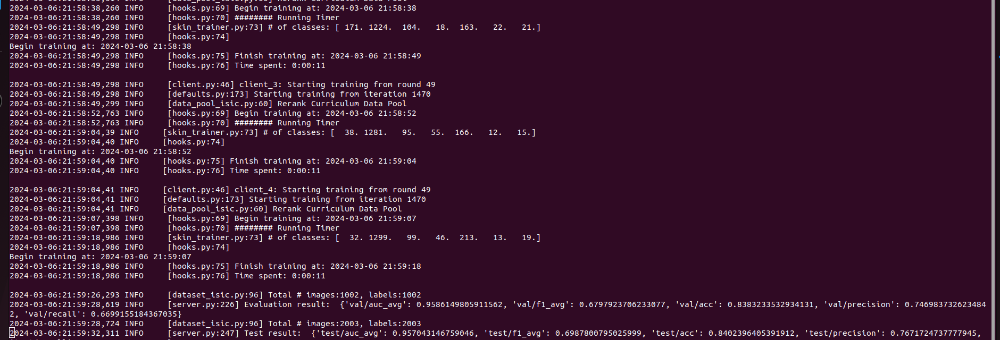 2024-03-06:21:58:38,260 INFO     [hooks.py:69] Begin training at: 2024-03-06 21:58:38
2024-03-06:21:58:38,260 INFO     [hooks.py:70] ######## Running Timer
2024-03-06:21:58:49,298 INFO     [skin_trainer.py:73] # of classes: [ 171. 1224.  104.   18.  163.   22.   21.]
2024-03-06:21:58:49,298 INFO     [hooks.py:74]
Begin training at: 2024-03-06 21:58:38
2024-03-06:21:58:49,298 INFO     [hooks.py:75] Finish training at: 2024-03-06 21:58:49
2024-03-06:21:58:49,298 INFO     [hooks.py:76] Time spent: 0:00:11
2024-03-06:21:58:49,298 INFO     [client.py:46] client_3: Starting training from round 49
2024-03-06:21:58:49,298 INFO     [defaults.py:173] Starting training from iteration 1470
2024-03-06:21:58:49,299 INFO     [data_pool_isic.py:60] Rerank Curriculum Data Pool
2024-03-06:21:58:52,763 INFO     [hooks.py:69] Begin training at: 2024-03-06 21:58:52
2024-03-06:21:58:52,763 INFO     [hooks.py:70] ######## Running Timer
2024-03-06:21:59:04,39 INFO     [skin_trainer.py:73] # of classes: [  38. 1281.   95.   55.  166.   12.   15.]
2024-03-06:21:59:04,40 INFO     [hooks.py:74]
Begin training at: 2024-03-06 21:58:52
2024-03-06:21:59:04,40 INFO     [hooks.py:75] Finish training at: 2024-03-06 21:59:04
2024-03-06:21:59:04,40 INFO     [hooks.py:76] Time spent: 0:00:11
2024-03-06:21:59:04,41 INFO     [client.py:46] client_4: Starting training from round 49
2024-03-06:21:59:04,41 INFO     [defaults.py:173] Starting training from iteration 1470
2024-03-06:21:59:04,41 INFO     [data_pool_isic.py:60] Rerank Curriculum Data Pool
2024-03-06:21:59:07,398 INFO     [hooks.py:69] Begin training at: 2024-03-06 21:59:07
2024-03-06:21:59:07,398 INFO     [hooks.py:70] ######## Running Timer
2024-03-06:21:59:18,986 INFO     [skin_trainer.py:73] # of classes: [  32. 1299.   99.   46.  213.   13.   19.]
2024-03-06:21:59:18,986 INFO     [hooks.py:74]
Begin training at: 2024-03-06 21:59:07
2024-03-06:21:59:18,986 INFO     [hooks.py:75] Finish training at: 2024-03-06 21:59:18
2024-03-06:21:59:18,986 INFO     [hooks.py:76] Time spent: 0:00:11
2024-03-06:21:59:26,293 INFO     [dataset_isic.py:96] Total # images:1002, labels:1002
2024-03-06:21:59:28,619 INFO     [server.py:226] Evaluation result:  {'val/auc_avg': 0.9586149805911562, 'val/f1_avg': 0.6797923706233077, 'val/acc': 0.8383233532934131, 'val/precision': 0.746983732623484
2, 'val/recall': 0.6699155184367035}
2024-03-06:21:59:28,724 INFO     [dataset_isic.py:96] Total # images:2003, labels:2003
2024-03-06:21:59:32,311 INFO     [server.py:247] Test result:  {'test/auc_avg': 0.957043146759046, 'test/f1_avg': 0.6987800795025999, 'test/acc': 0.8402396405391912, 'test/precision': 0.7671724737777945,